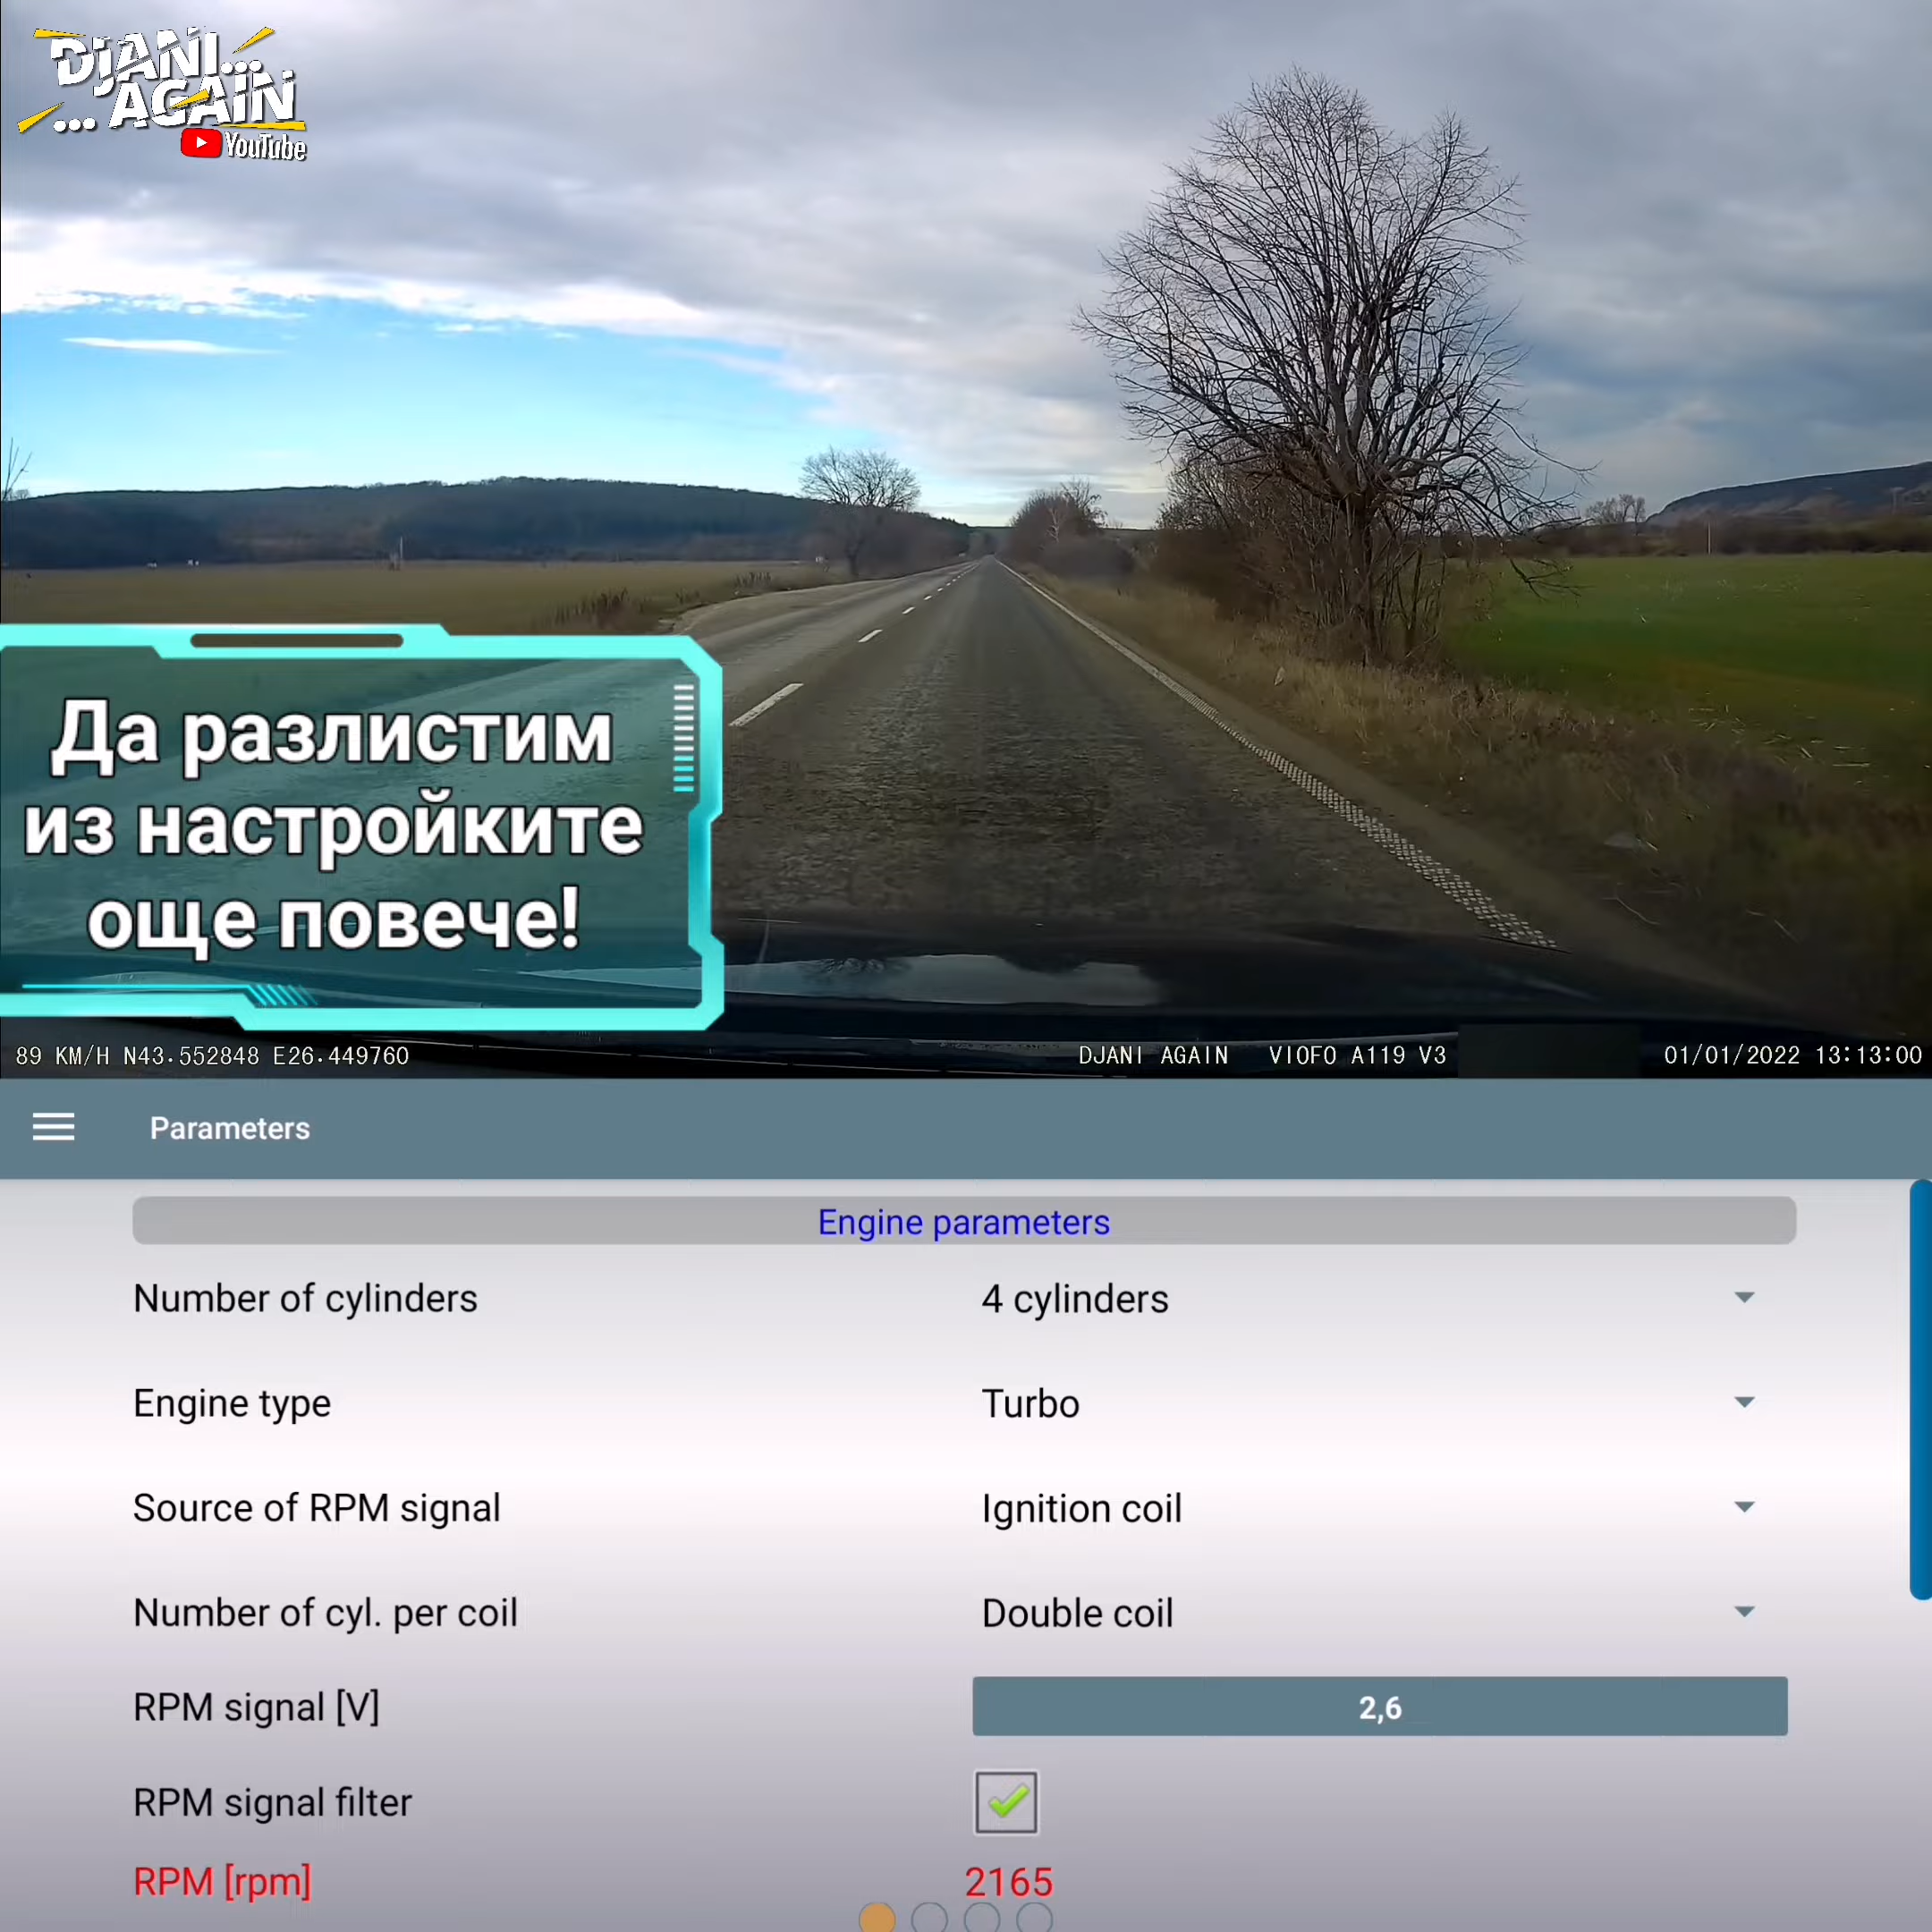 DJANI...
...AGAIN
YouTube
Да разлистим
из настройките
още повече!
89 KM/H N43.552848 E26.449760
DJANI AGAIN VIOFO A119 V3
01/01/2022 13:13:00
Parameters
Engine parameters
Number of cylinders
4 cylinders
Engine type
Turbo
Source of RPM signal
Ignition coil
Number of cyl. per coil
Double coil
RPM signal [V]
2,6
RPM signal filter
RPM [rpm]
2165